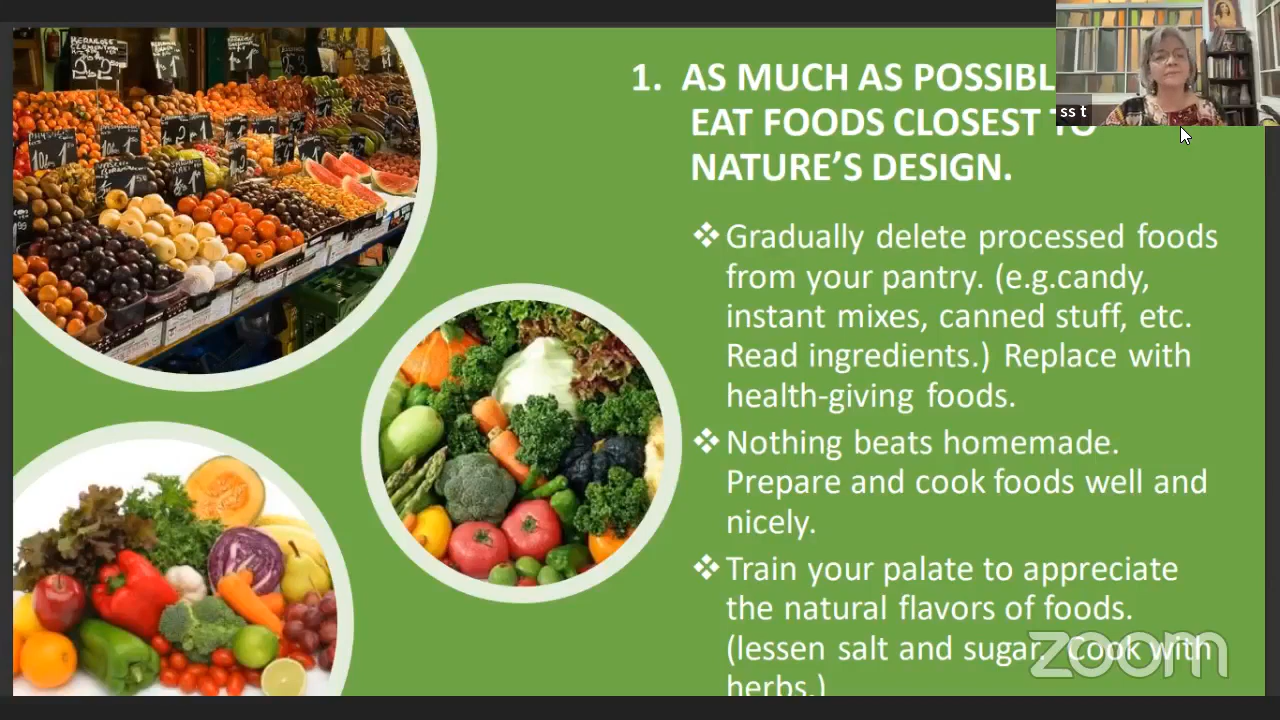 1. AS MUCH AS POSSIBL
EAT FOODS CLOSEST TO
NATURE’S DESIGN.
ss t
❖Gradually delete processed foods
from your pantry. (e.g.candy,
instant mixes, canned stuff, etc.
Read ingredients.) Replace with
health-giving foods.
❖Nothing beats homemade.
Prepare and cook foods well and
nicely.
❖Train your palate to appreciate
the natural flavors of foods.
(lessen salt and sugar. Cook with
herbs.)
zoom